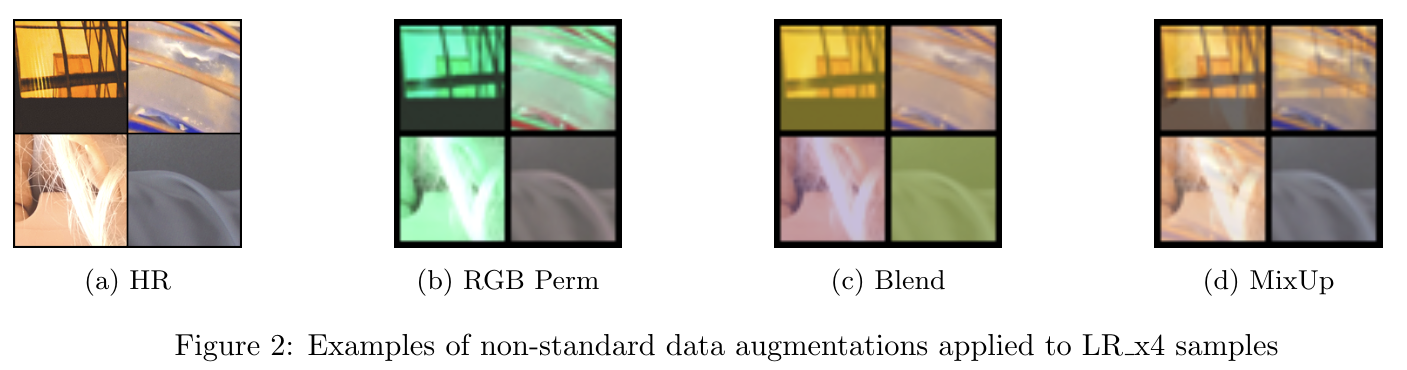 (a) HR
(b) RGB Perm
(c) Blend
(d) MixUp
Figure 2: Examples of non-standard data augmentations applied to LR_x4 samples